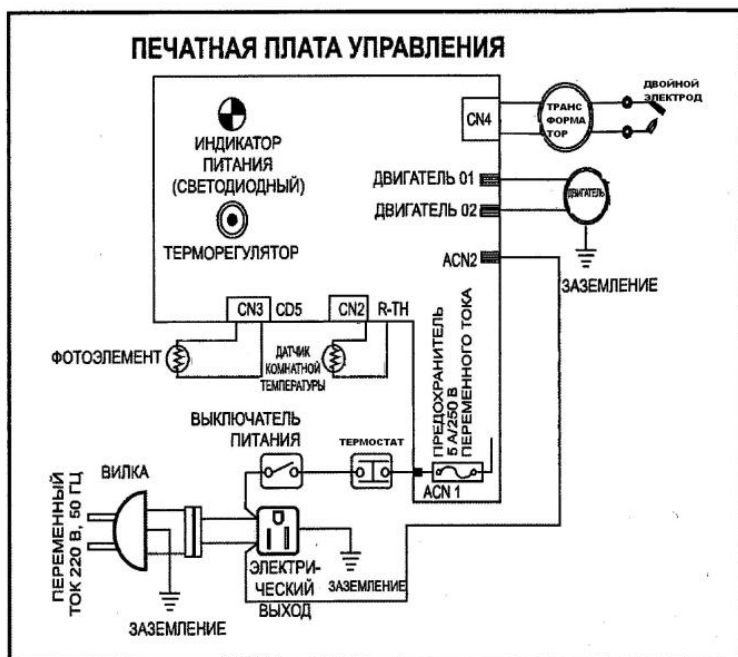 ПЕЧАТНАЯ ПЛАТА УПРАВЛЕНИЯ
ИНДИКАТОР
ПИТАНИЯ
(СВЕТОДИОДНЫЙ)
ТЕРМОРЕГУЛЯТОР
CN4
ТРАНС
ФОРМА
ТОР
ДВОЙНОЙ
ЭЛЕКТРОД
ДВИГАТЕЛЬ 01
ДВИГАТЕЛЬ 02
ДВИГАТЕЛЬ
ACN2
ЗАЗЕМЛЕНИЕ
CN3
CD5
CN2
R-TH
ФОТОЭЛЕМЕНТ
ДАТЧИК
КОМНАТНОЙ
ТЕМПЕРАТУРЫ
ПРЕДОХРАНИТЕЛЬ
5 А/250 В
ПЕРЕМЕННОГО ТОКА
ВЫКЛЮЧАТЕЛЬ
ПИТАНИЯ
ТЕРМОСТАТ
ACN 1
ПЕРЕМЕННЫЙ
ТОК 220 В, 50 ГЦ
ВИЛКА
ЗАЗЕМЛЕНИЕ
ЭЛЕКТРИ-
ЧЕСКИЙ
ВЫХОД
ЗАЗЕМЛЕНИЕ